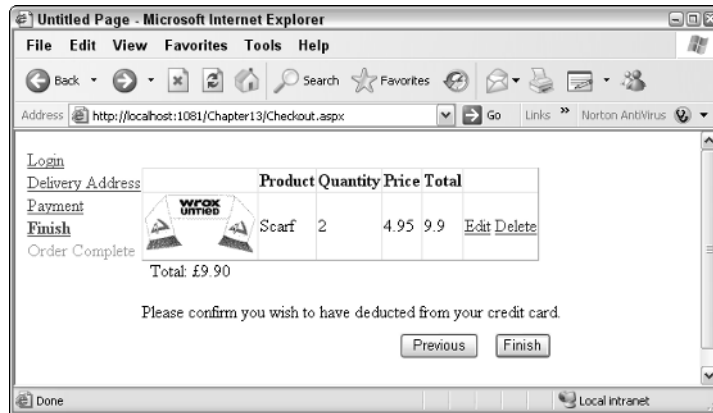 Untitled Page - Microsoft Internet Explorer
File Edit View Favorites Tools Help
Back Search Favorites
Address http://localhost:1081/Chapter13/Checkout.aspx Go Links » Norton AntiVirus
Login
Delivery Address
Payment
Finish
Order Complete
Product Quantity Price Total
wrox
UNTIED
Scarf 2 4.95 9.9 Edit Delete
Total: £9.90
Please confirm you wish to have deducted from your credit card.
Previous Finish
Done Local intranet